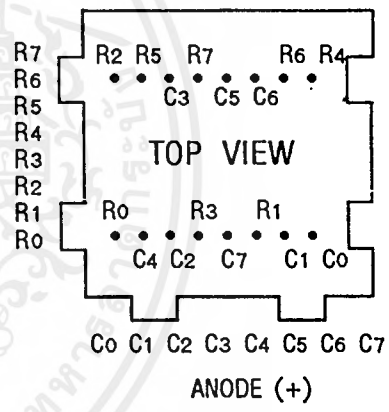 R7
R6
R5
R4
R3
R2
R1
R0
R2 R5 R7 R6 R4
C3 C5 C6
TOP VIEW
R0 R3 R1
C4 C2 C7 C1 C0
C0 C1 C2 C3 C4 C5 C6 C7
ANODE (+)